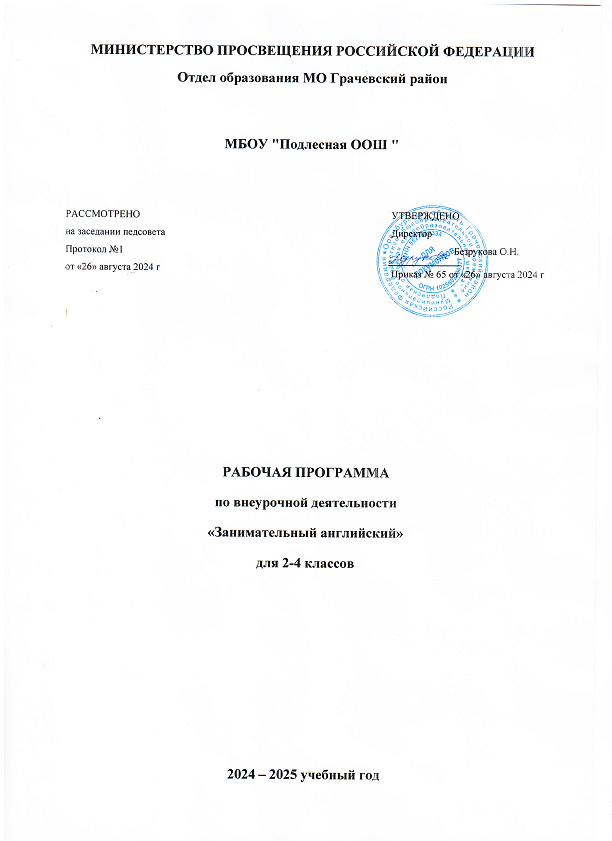 МИНИСТЕРСТВО ПРОСВЕЩЕНИЯ РОССИЙСКОЙ ФЕДЕРАЦИИ
Отдел образования МО Грачевский район
МБОУ "Подлесная ООШ "
РАССМОТРЕНО
на заседании педсовета
Протокол №1
от «26» августа 2024 г
УТВЕРЖДЕНО
Директор
Безрукова О.Н.
Приказ № 65 от «26» августа 2024 г
для
ОГРН
РАБОЧАЯ ПРОГРАММА
по внеурочной деятельности
«Занимательный английский»
для 2-4 классов
2024 – 2025 учебный год